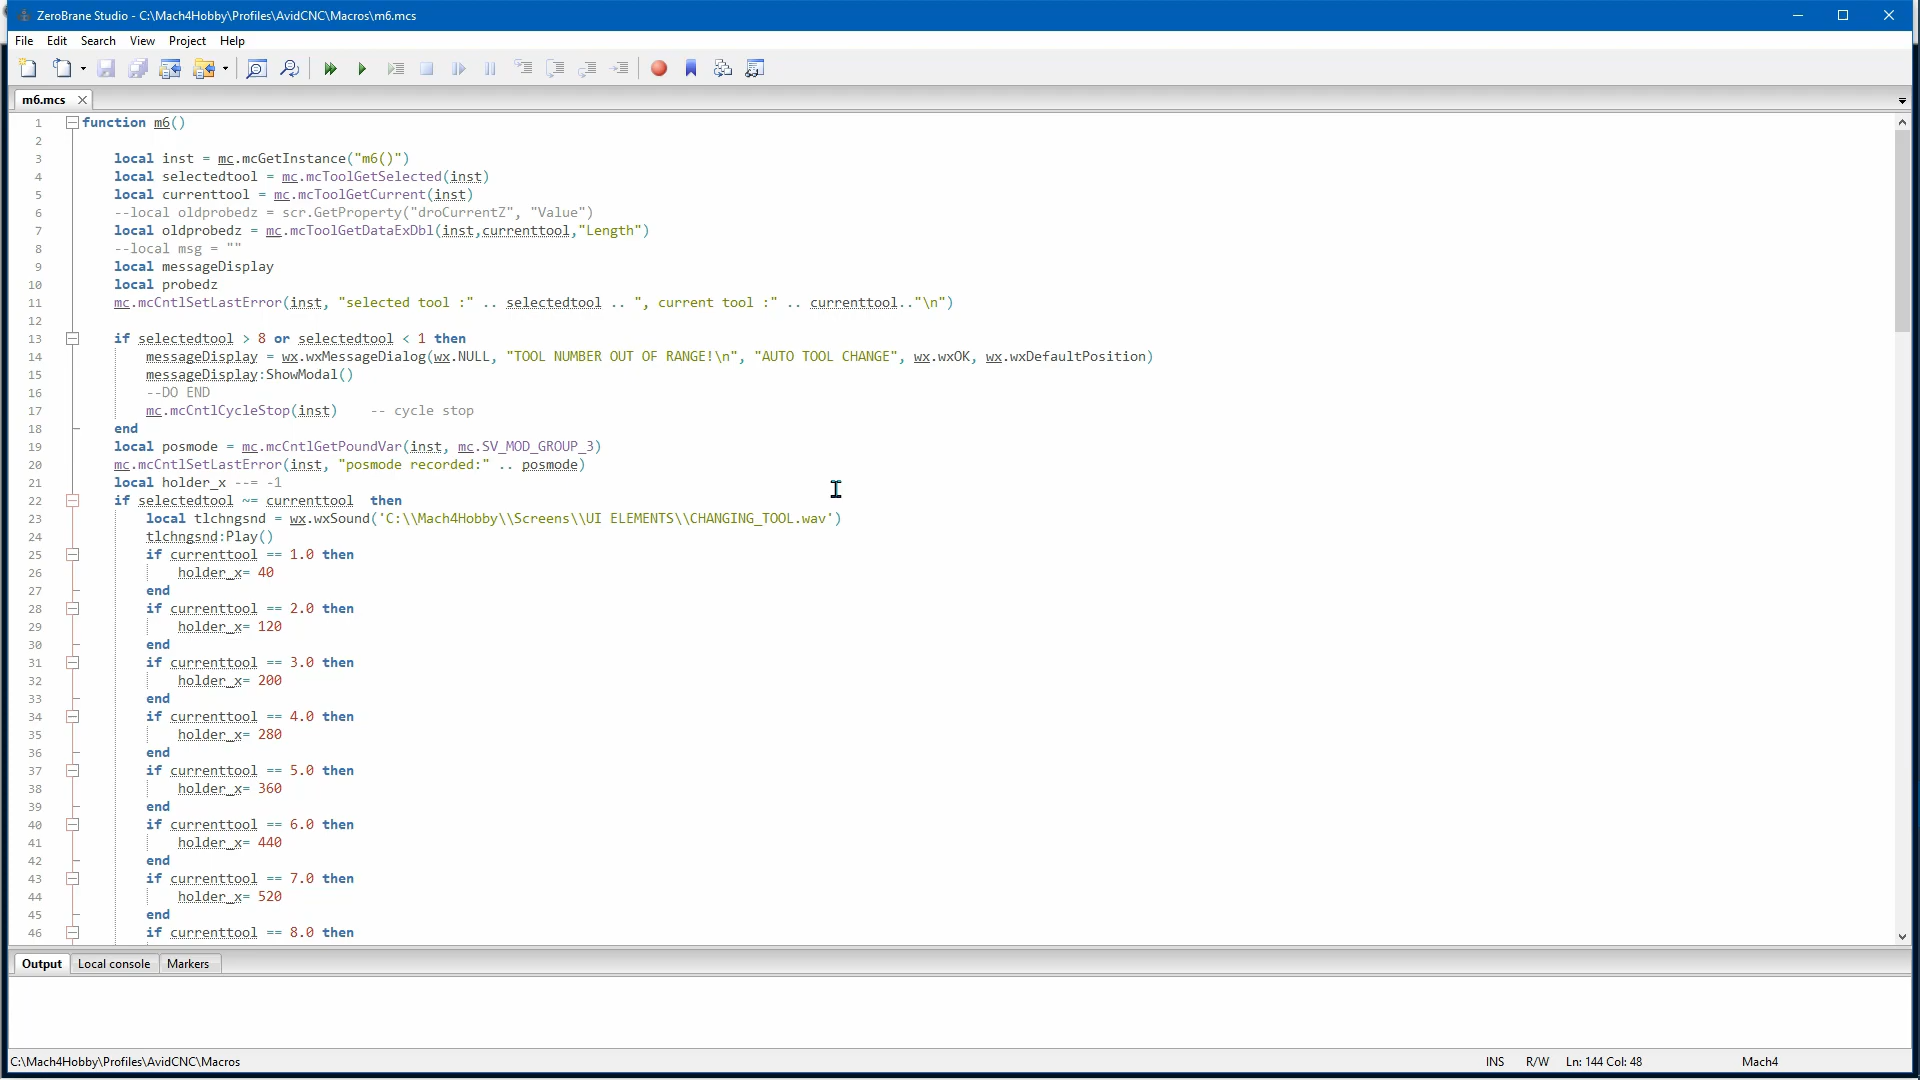 ZeroBrane Studio - C:\Mach4Hobby\Profiles\AvidCNC\Macros\m6.mcs
File Edit Search View Project Help
m6.mcs
1 function m6()
2
3 local inst = mc.mcGetInstance("m6()")
4 local selectedtool = mc.mcToolGetSelected(inst)
5 local currenttool = mc.mcToolGetCurrent(inst)
6 --local oldprobedz = scr.GetProperty("droCurrentZ", "Value")
7 local oldprobedz = mc.mcToolGetDataExDbl(inst,currenttool,"Length")
8 --local msg = ""
9 local messageDisplay
10 local probedz
11 mc.mcCntlSetLastError(inst, "selected tool :" .. selectedtool .. ", current tool :" .. currenttool.."\n")
12
13 if selectedtool > 8 or selectedtool < 1 then
14 messageDisplay = wx.wxMessageDialog(wx.NULL, "TOOL NUMBER OUT OF RANGE!\n", "AUTO TOOL CHANGE", wx.wxOK, wx.wxDefaultPosition)
15 messageDisplay:ShowModal()
16 --DO END
17 mc.mcCntlCycleStop(inst) -- cycle stop
18 end
19 local posmode = mc.mcCntlGetPoundVar(inst, mc.SV_MOD_GROUP_3)
20 mc.mcCntlSetLastError(inst, "posmode recorded:" .. posmode)
21 local holder_x --= -1
22 if selectedtool ~= currenttool then
23 local tlchngsnd = wx.wxSound('C:\\Mach4Hobby\\Screens\\UI ELEMENTS\\CHANGING_TOOL.wav')
24 tlchngsnd:Play()
25 if currenttool == 1.0 then
26 holder_x= 40
27 end
28 if currenttool == 2.0 then
29 holder_x= 120
30 end
31 if currenttool == 3.0 then
32 holder_x= 200
33 end
34 if currenttool == 4.0 then
35 holder_x= 280
36 end
37 if currenttool == 5.0 then
38 holder_x= 360
39 end
40 if currenttool == 6.0 then
41 holder_x= 440
42 end
43 if currenttool == 7.0 then
44 holder_x= 520
45 end
46 if currenttool == 8.0 then
Output Local console Markers
C:\Mach4Hobby\Profiles\AvidCNC\Macros INS R/W Ln: 144 Col: 48 Mach4